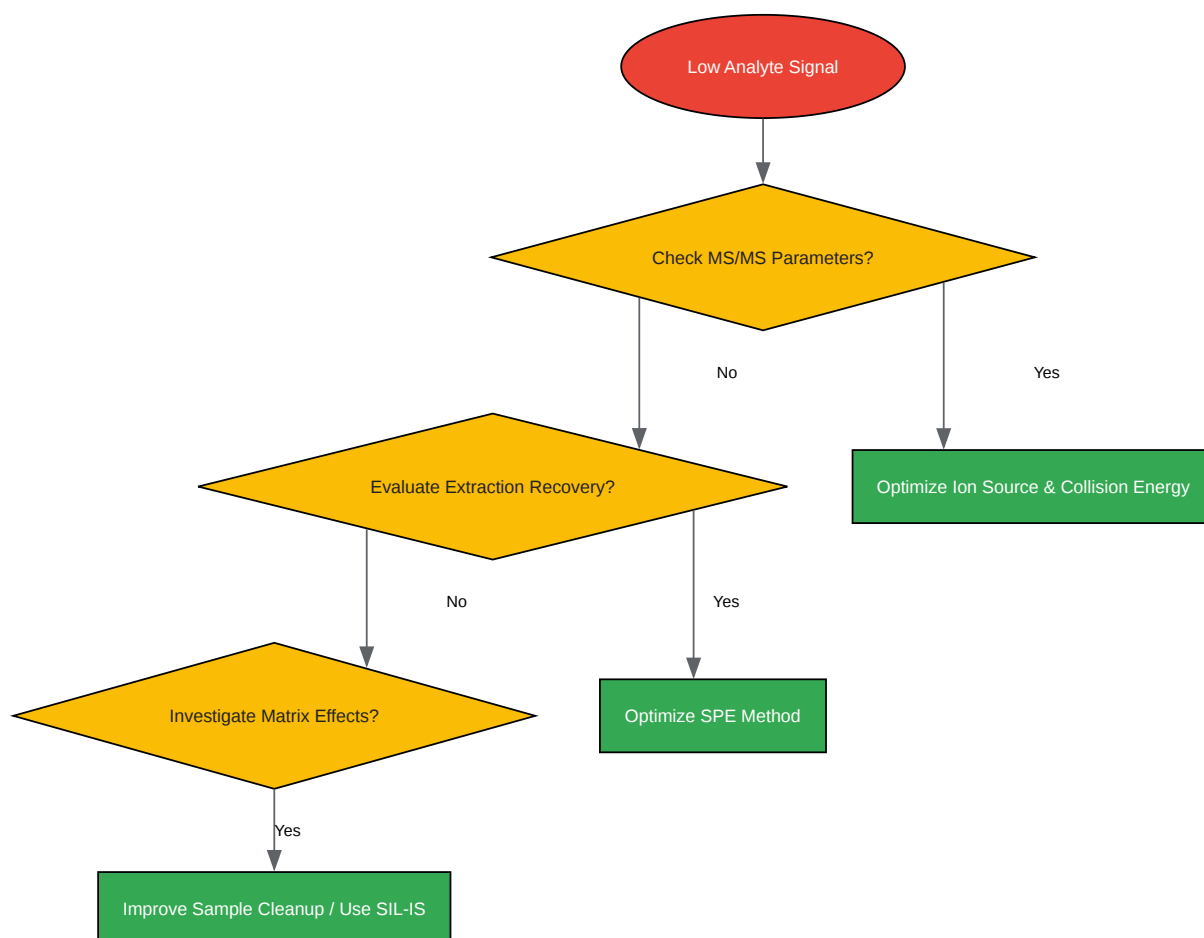 Low Analyte Signal
Check MS/MS Parameters?
No
Yes
Evaluate Extraction Recovery?
Optimize Ion Source & Collision Energy
No
Yes
Investigate Matrix Effects?
Optimize SPE Method
Yes
Improve Sample Cleanup / Use SIL-IS